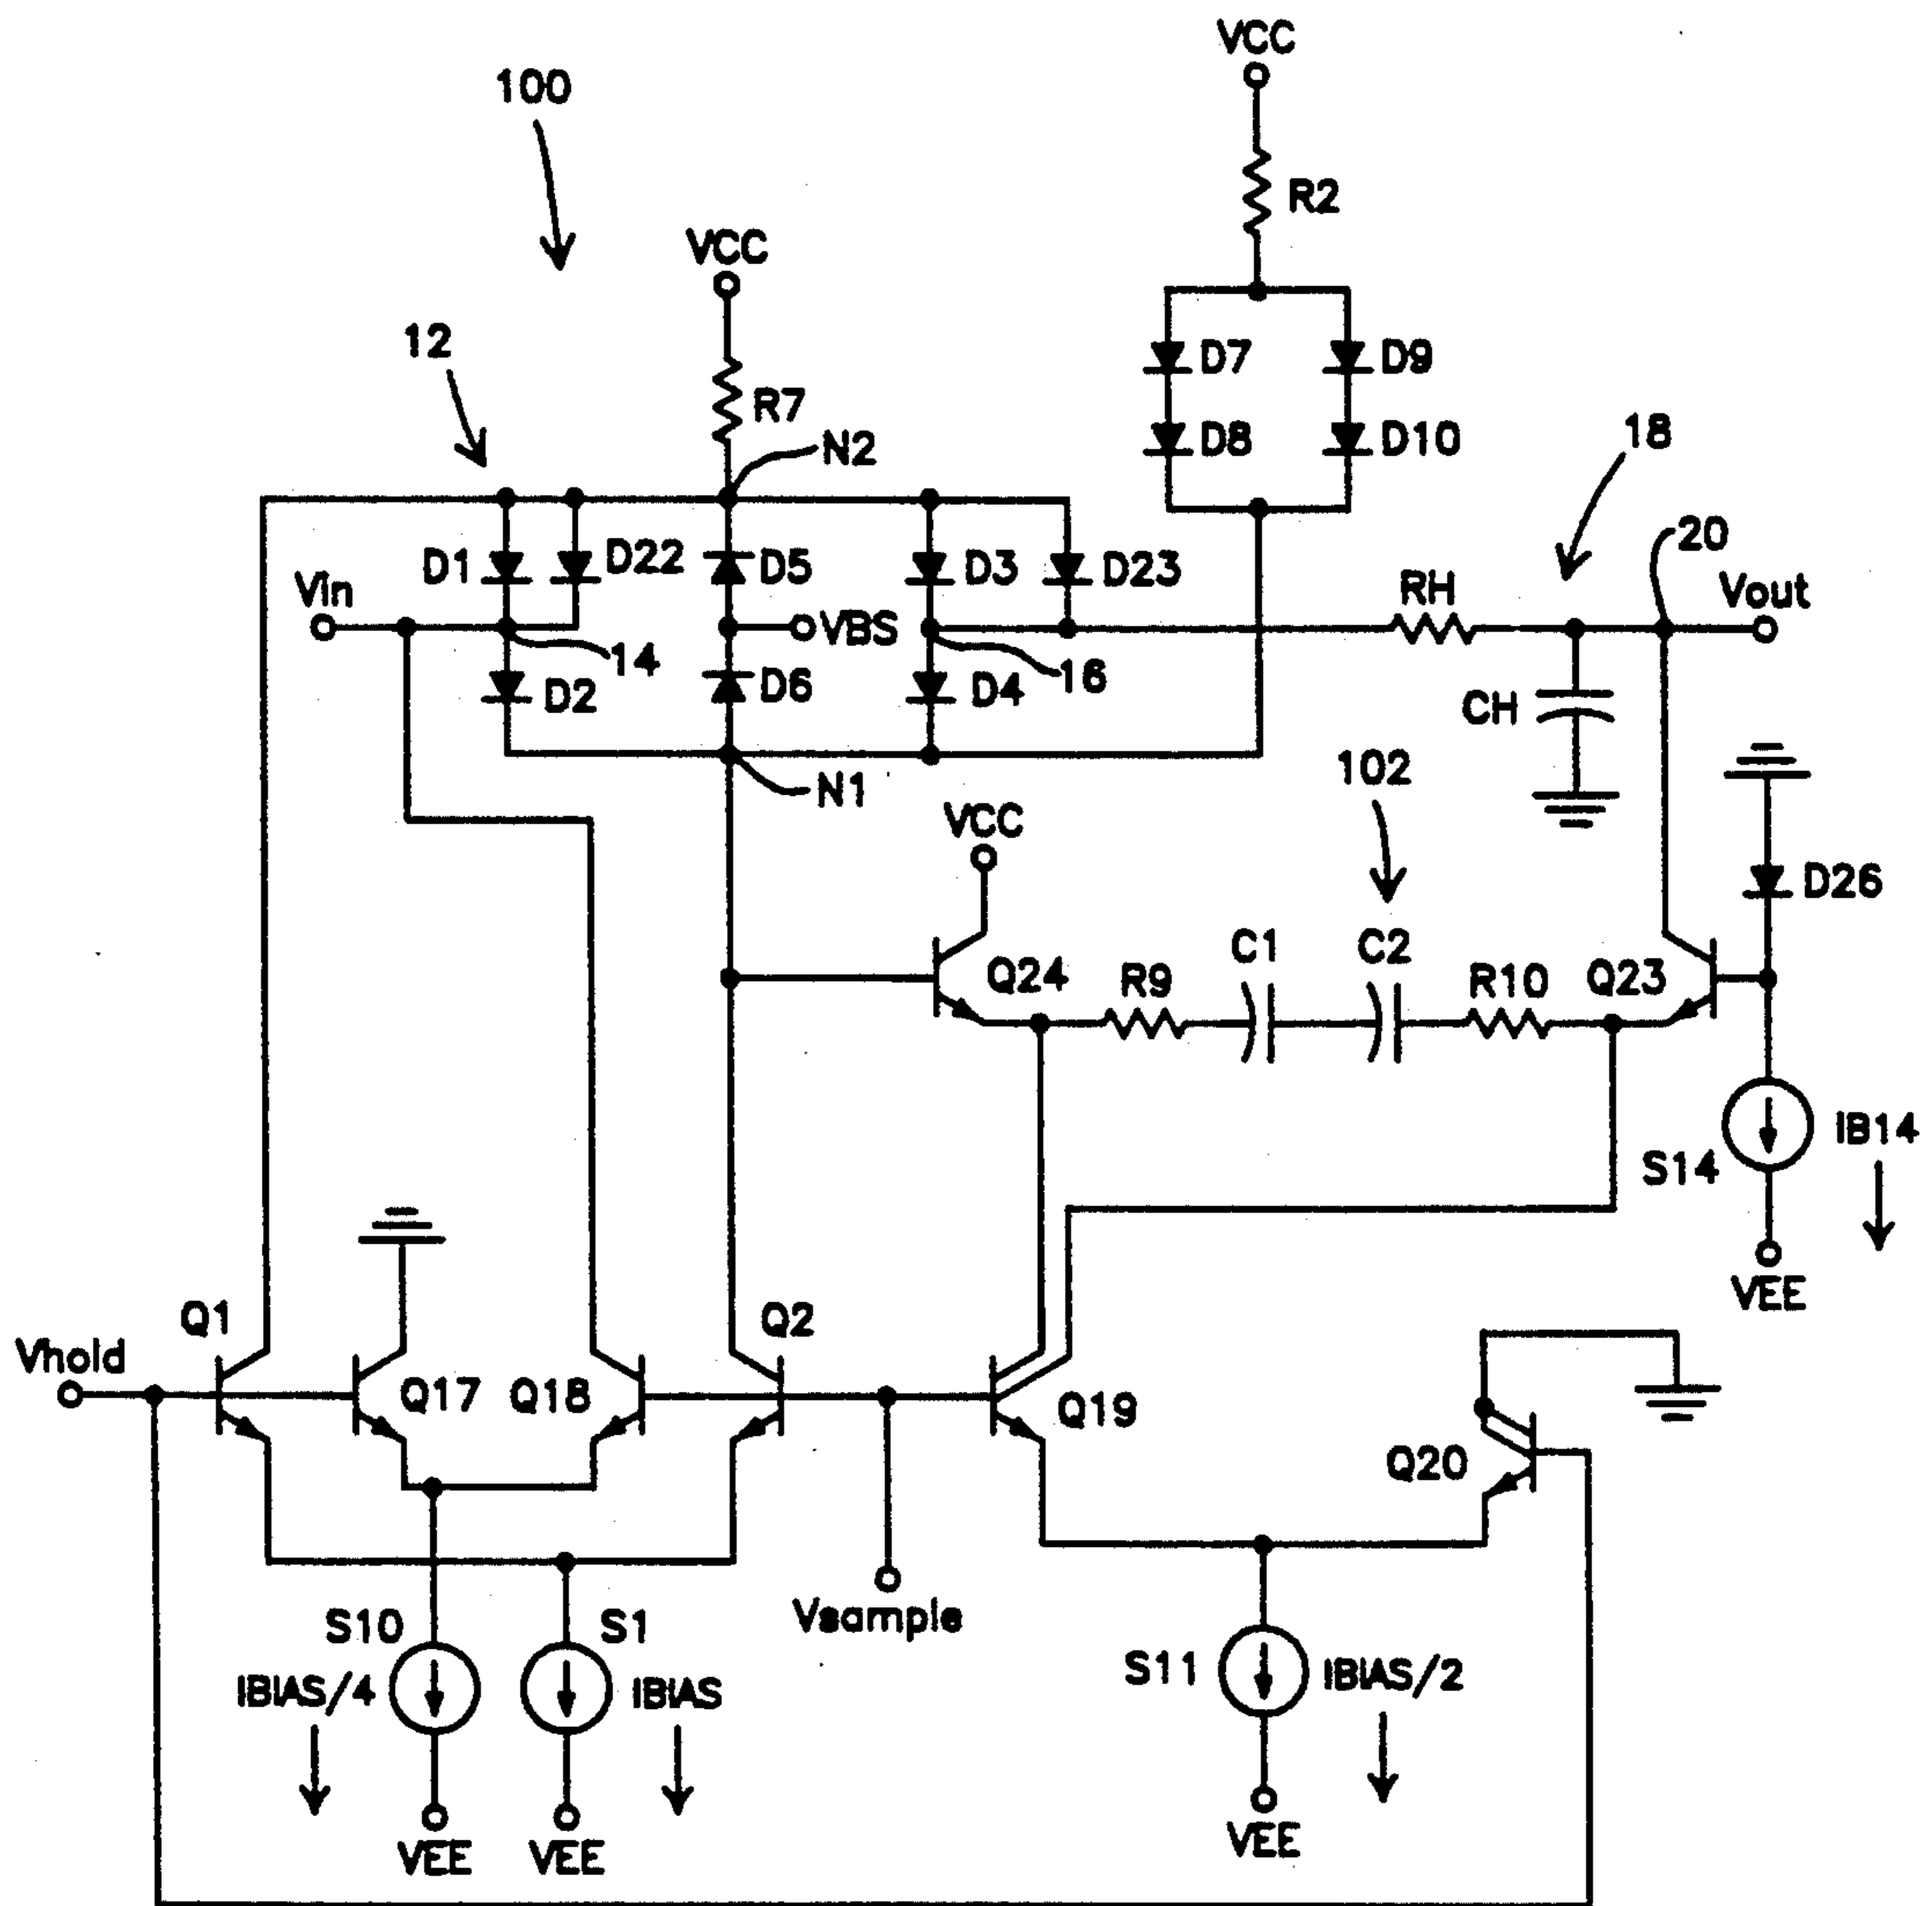 VCC
100
R2
VCC
12
D7
D9
R7
N2
D8
D10
18
20
D1
D22
D5
D3
D23
Vin
RH
Vout
VBS
14
16
D2
D6
D4
CH
N1
102
VCC
D26
C1
C2
Q24
R9
R10
Q23
IB14
S14
VEE
Q1
Q2
Vhold
Q17
Q18
Q19
Q20
Vsample
S10
S1
IBIAS/4
IBIAS
S11
IBIAS/2
VEE
VEE
VEE